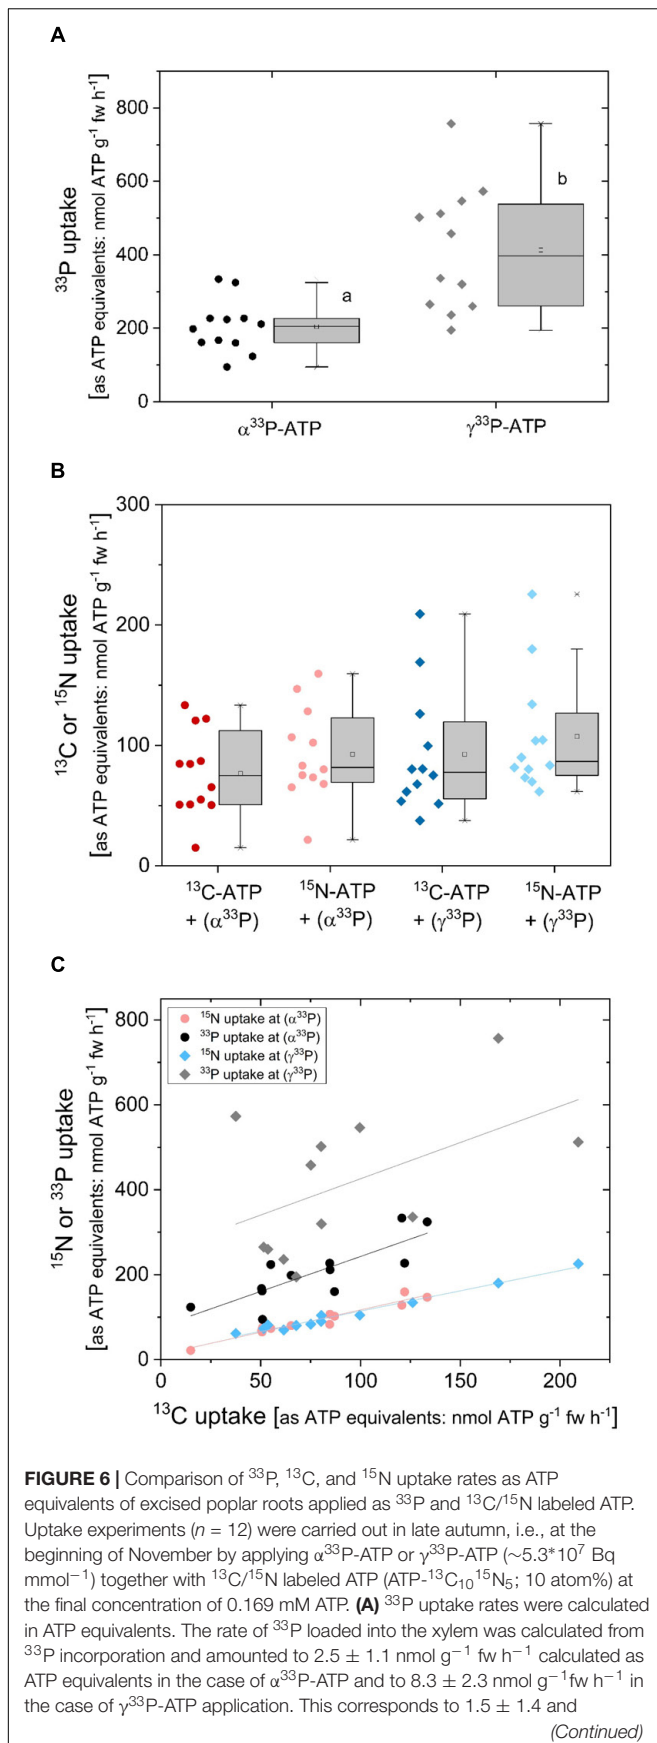 A
³³P uptake
[as ATP equivalents: nmol ATP g⁻¹ fw h⁻¹]
800
600
400
200
0
a
b
α³³P-ATP
γ³³P-ATP
B
¹³C or ¹⁵N uptake
[as ATP equivalents: nmol ATP g⁻¹ fw h⁻¹]
300
200
100
0
¹³C-ATP
+ (α³³P)
¹⁵N-ATP
+ (α³³P)
¹³C-ATP
+ (γ³³P)
¹⁵N-ATP
+ (γ³³P)
C
¹⁵N or ³³P uptake
[as ATP equivalents: nmol ATP g⁻¹ fw h⁻¹]
800
600
400
200
0
¹⁵N uptake at (α³³P)
³³P uptake at (α³³P)
¹⁵N uptake at (γ³³P)
³³P uptake at (γ³³P)
0 50 100 150 200
¹³C uptake [as ATP equivalents: nmol ATP g⁻¹ fw h⁻¹]
FIGURE 6 | Comparison of ³³P, ¹³C, and ¹⁵N uptake rates as ATP
equivalents of excised poplar roots applied as ³³P and ¹³C/¹⁵N labeled ATP.
Uptake experiments (n = 12) were carried out in late autumn, i.e., at the
beginning of November by applying α³³P-ATP or γ³³P-ATP (~5.3*10⁷ Bq
mmol⁻¹) together with ¹³C/¹⁵N labeled ATP (ATP-¹³C₁₀¹⁵N₅; 10 atom%) at
the final concentration of 0.169 mM ATP. (A) ³³P uptake rates were calculated
in ATP equivalents. The rate of ³³P loaded into the xylem was calculated from
³³P incorporation and amounted to 2.5 ± 1.1 nmol g⁻¹ fw h⁻¹ calculated as
ATP equivalents in the case of α³³P-ATP and to 8.3 ± 2.3 nmol g⁻¹fw h⁻¹ in
the case of γ³³P-ATP application. This corresponds to 1.5 ± 1.4 and
(Continued)